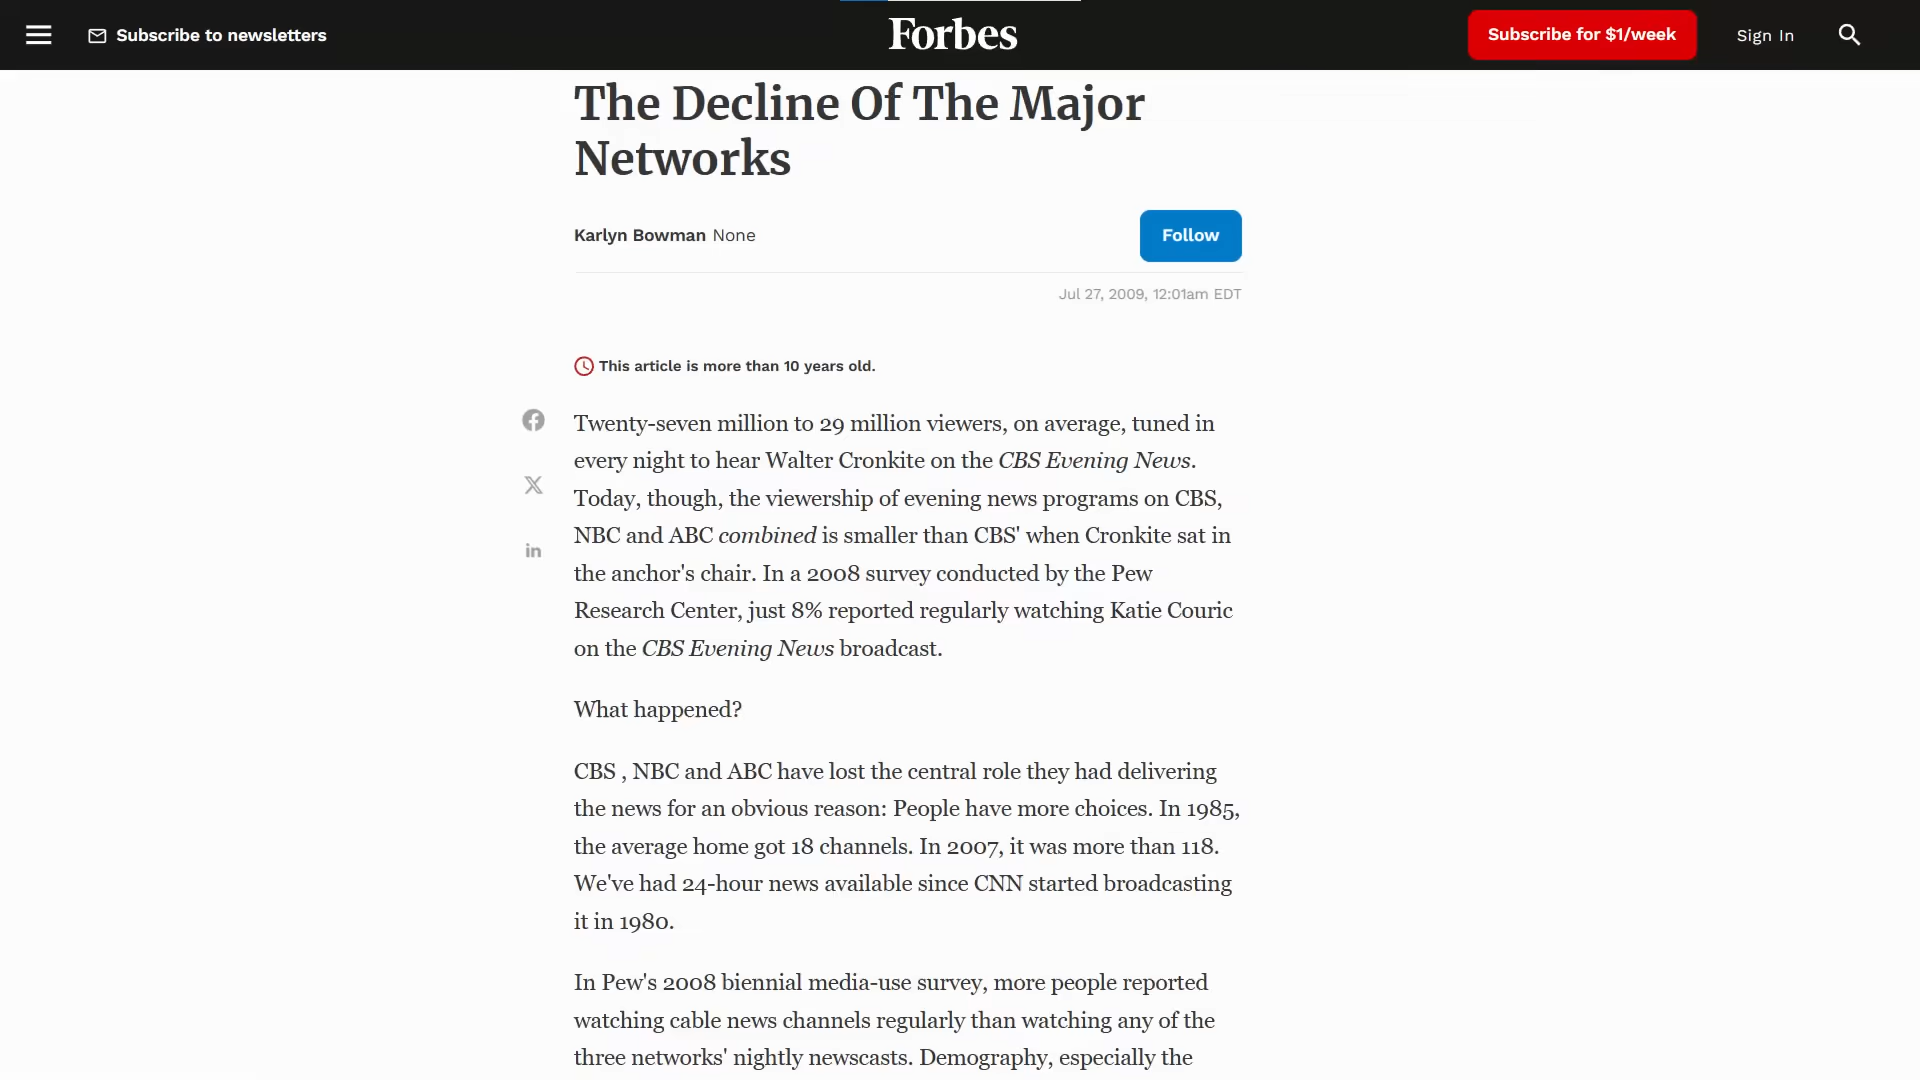 Subscribe to newsletters
Forbes
Subscribe for $1/week
Sign In
The Decline Of The Major
Networks
Karlyn Bowman None
Follow
Jul 27, 2009, 12:01am EDT
This article is more than 10 years old.
Twenty-seven million to 29 million viewers, on average, tuned in
every night to hear Walter Cronkite on the CBS Evening News.
Today, though, the viewership of evening news programs on CBS,
NBC and ABC combined is smaller than CBS' when Cronkite sat in
the anchor's chair. In a 2008 survey conducted by the Pew
Research Center, just 8% reported regularly watching Katie Couric
on the CBS Evening News broadcast.
What happened?
CBS , NBC and ABC have lost the central role they had delivering
the news for an obvious reason: People have more choices. In 1985,
the average home got 18 channels. In 2007, it was more than 118.
We've had 24-hour news available since CNN started broadcasting
it in 1980.
In Pew's 2008 biennial media-use survey, more people reported
watching cable news channels regularly than watching any of the
three networks' nightly newscasts. Demography, especially the